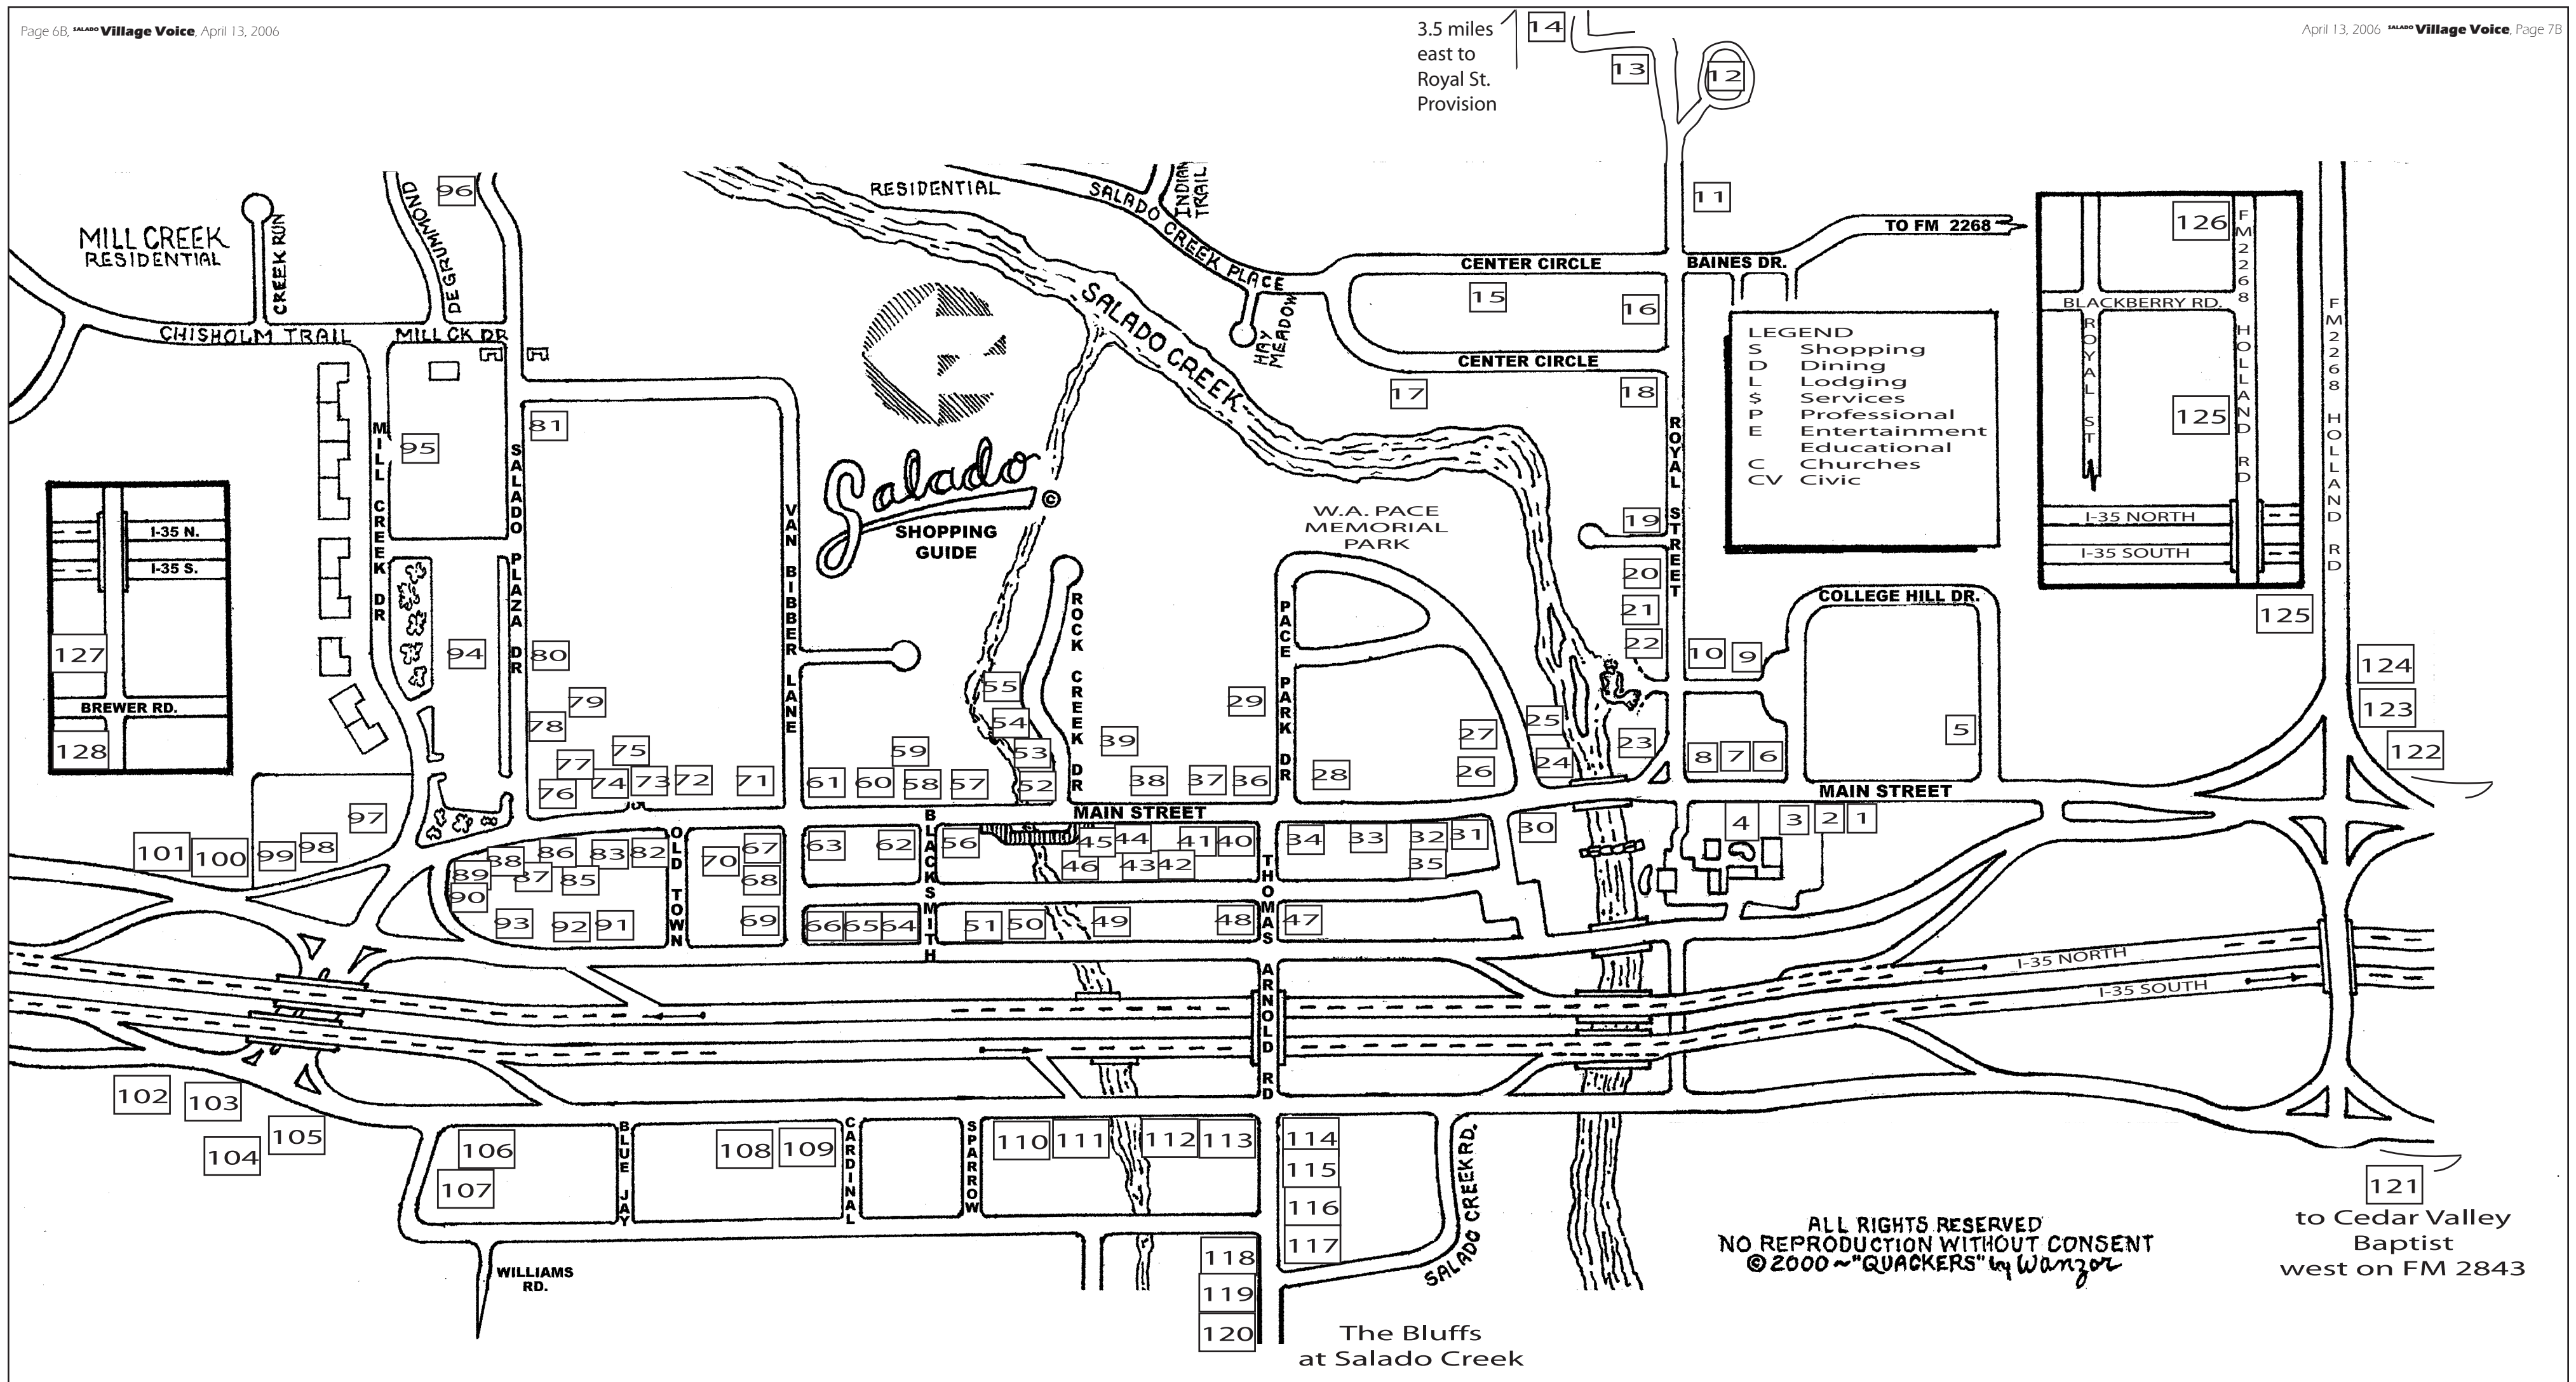 Page 6B, SALADO Village Voice, April 13, 2006
April 13, 2006 SALADO Village Voice, Page 7B
3.5 miles
east to
Royal St.
Provision
14
13
12
11
96
126
MILL CREEK
RESIDENTIAL
CREEK RUN
DEGRUMMOND
RESIDENTIAL
SALADO CREEK PLACE
INDIAN
TRAIL
HAY
MEADOW
CENTER CIRCLE
BAINES DR.
TO FM 2268
15
16
CENTER CIRCLE
17
18
CHISHOLM TRAIL
MILL CK DR
SALADO CREEK
LEGEND
S Shopping
D Dining
L Lodging
$ Services
P Professional
E Entertainment
Educational
C Churches
CV Civic
BLACKBERRY RD.
ROYAL ST
FM2268 HOLLAND RD
125
I-35 NORTH
I-35 SOUTH
FM2268 HOLLAND RD
125
81
95
MILL CREEK DR
SALADO PLAZA DR
VAN BIBBER LANE
Salado ©
SHOPPING
GUIDE
W.A. PACE
MEMORIAL
PARK
ROYAL STREET
19
20
21
22
10
9
COLLEGE HILL DR.
I-35 N.
I-35 S.
127
BREWER RD.
128
94
80
79
78
75
77
74
73
72
71
76
ROCK CREEK DR
PACE PARK DR
55
54
53
52
39
29
27
25
23
24
26
28
5
8
7
6
124
123
122
59
61
60
58
57
38
37
36
MAIN STREET
MAIN STREET
97
98
99
100
101
OLD TOWN
BLACKSMITH
THOMAS ARNOLD RD
88
86
83
82
89
87
85
90
93
92
91
70
67
68
69
63
62
56
66
65
64
45
44
41
40
46
43
42
51
50
49
48
34
33
32
31
35
47
30
4
3
2
1
I-35 NORTH
I-35 SOUTH
102
103
104
105
106
107
BLUE JAY
108
109
CARDINAL
SPARROW
110
111
112
113
114
115
116
117
118
119
120
SALADO CREEK RD.
WILLIAMS
RD.
The Bluffs
at Salado Creek
ALL RIGHTS RESERVED
NO REPRODUCTION WITHOUT CONSENT
© 2000 ~ "QUACKERS" by Wanzor
121
to Cedar Valley
Baptist
west on FM 2843